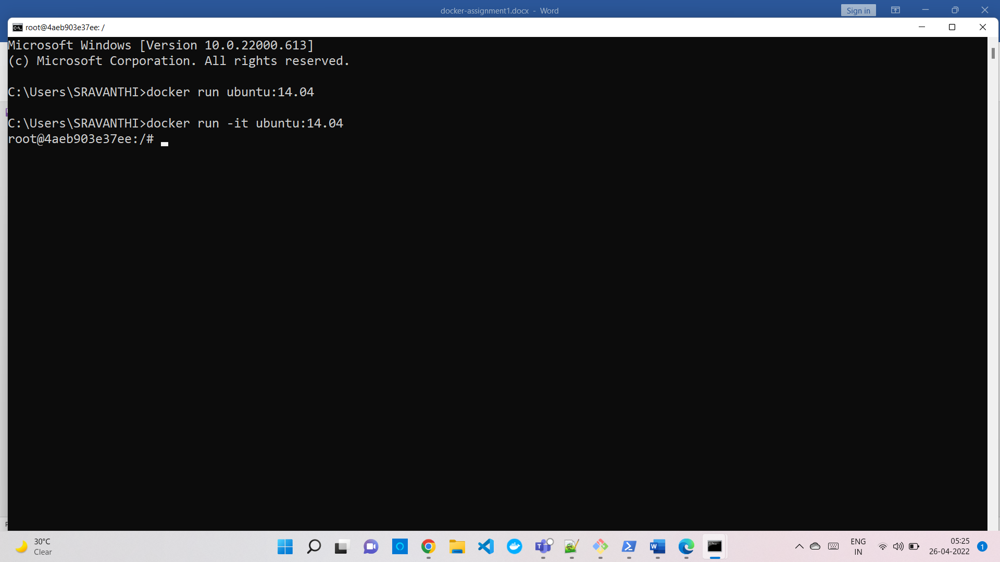 docker-assignment1.docx - Word
Sign in
root@4aeb903e37ee: /
Microsoft Windows [Version 10.0.22000.613]
(c) Microsoft Corporation. All rights reserved.
C:\Users\SRAVANTHI>docker run ubuntu:14.04
C:\Users\SRAVANTHI>docker run -it ubuntu:14.04
root@4aeb903e37ee:/#
30°C
Clear
ENG
IN
05:25
26-04-2022
1